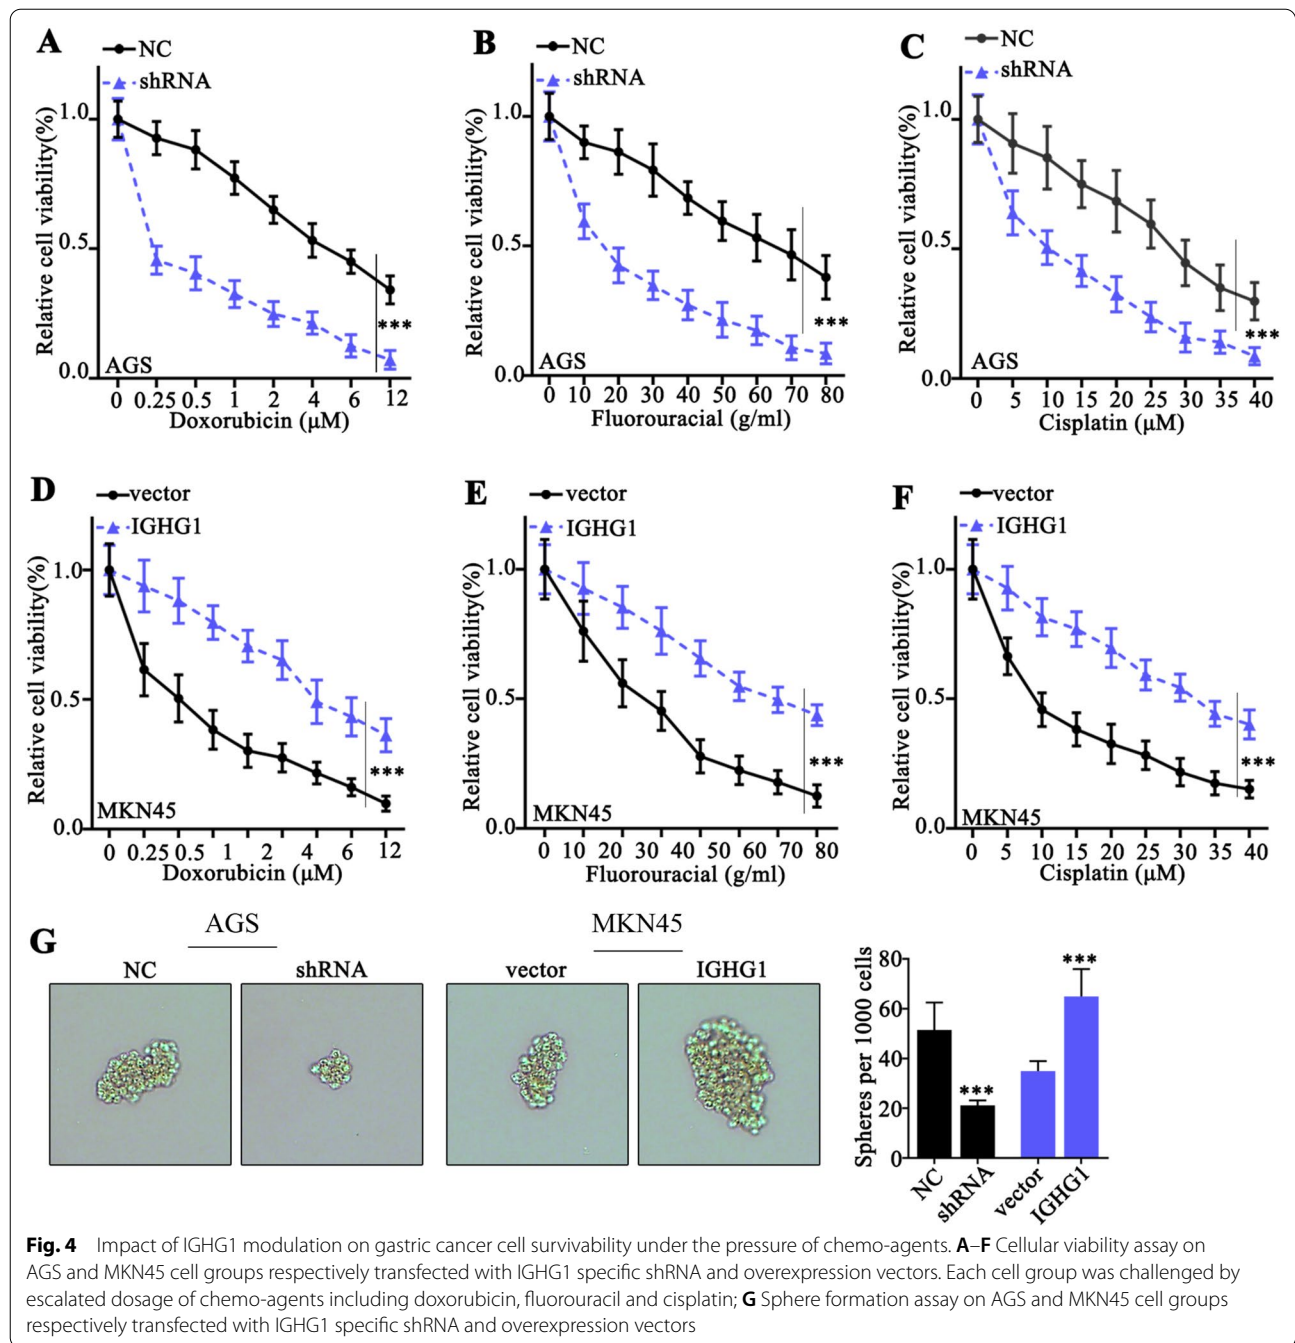 A
NC
shRNA
Relative cell viability(%)
1.0
0.5
0.0
AGS
***
0 0.25 0.5 1 2 4 6 12
Doxorubicin (μM)
B
NC
shRNA
Relative cell viability(%)
1.0
0.5
0.0
AGS
***
0 10 20 30 40 50 60 70 80
Fluorouracial (g/ml)
C
NC
shRNA
Relative cell viability(%)
1.0
0.5
0.0
AGS
***
0 5 10 15 20 25 30 35 40
Cisplatin (μM)
D
vector
IGHG1
Relative cell viability(%)
1.0
0.5
0.0
MKN45
***
0 0.25 0.5 1 2 4 6 12
Doxorubicin (μM)
E
vector
IGHG1
Relative cell viability(%)
1.0
0.5
0.0
MKN45
***
0 10 20 30 40 50 60 70 80
Fluorouracial (g/ml)
F
vector
IGHG1
Relative cell viability(%)
1.0
0.5
0.0
MKN45
***
0 5 10 15 20 25 30 35 40
Cisplatin (μM)
G
AGS
MKN45
NC
shRNA
vector
IGHG1
Spheres per 1000 cells
80
60
40
20
0
***
***
NC
shRNA
vector
IGHG1
Fig. 4 Impact of IGHG1 modulation on gastric cancer cell survivability under the pressure of chemo-agents. A–F Cellular viability assay on
AGS and MKN45 cell groups respectively transfected with IGHG1 specific shRNA and overexpression vectors. Each cell group was challenged by
escalated dosage of chemo-agents including doxorubicin, fluorouracil and cisplatin; G Sphere formation assay on AGS and MKN45 cell groups
respectively transfected with IGHG1 specific shRNA and overexpression vectors